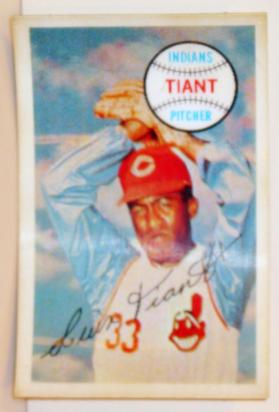 INDIANS
TIANT
PITCHER
C
Luis Tiant
33